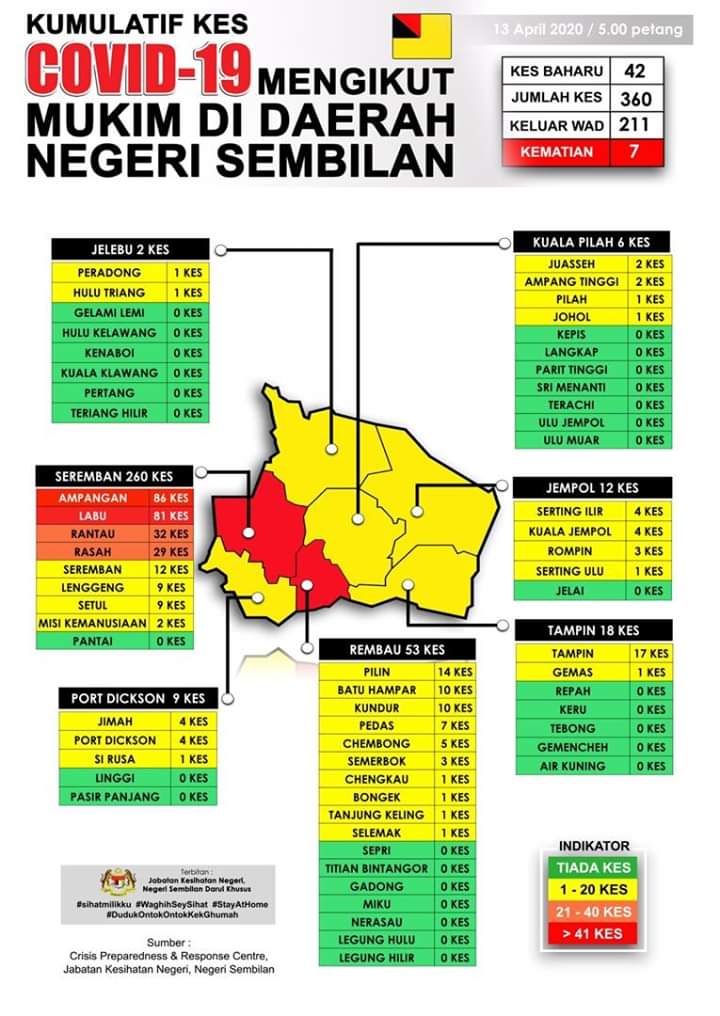 KUMULATIF KES
COVID-19 MENGIKUT
MUKIM DI DAERAH
NEGERI SEMBILAN
13 April 2020 / 5.00 petang
KES BAHARU 42
JUMLAH KES 360
KELUAR WAD 211
KEMATIAN 7
JELEBU 2 KES
PERADONG 1 KES
HULU TRIANG 1 KES
GELAMI LEMI 0 KES
HULU KELAWANG 0 KES
KENABOI 0 KES
KUALA KLAWANG 0 KES
PERTANG 0 KES
TERIANG HILIR 0 KES
KUALA PILAH 6 KES
JUASSEH 2 KES
AMPANG TINGGI 2 KES
PILAH 1 KES
JOHOL 1 KES
KEPIS 0 KES
LANGKAP 0 KES
PARIT TINGGI 0 KES
SRI MENANTI 0 KES
TERACHI 0 KES
ULU JEMPOL 0 KES
ULU MUAR 0 KES
SEREMBAN 260 KES
AMPANGAN 86 KES
LABU 81 KES
RANTAU 32 KES
RASAH 29 KES
SEREMBAN 12 KES
LENGGENG 9 KES
SETUL 9 KES
MISI KEMANUSIAAN 2 KES
PANTAI 0 KES
JEMPOL 12 KES
SERTING ILIR 4 KES
KUALA JEMPOL 4 KES
ROMPIN 3 KES
SERTING ULU 1 KES
JELAI 0 KES
TAMPIN 18 KES
TAMPIN 17 KES
GEMAS 1 KES
REPAH 0 KES
KERU 0 KES
TEBONG 0 KES
GEMENCHEH 0 KES
AIR KUNING 0 KES
REMBAU 53 KES
PILIN 14 KES
BATU HAMPAR 10 KES
KUNDUR 10 KES
PEDAS 7 KES
CHEMBONG 5 KES
SEMERBOK 3 KES
CHENGKAU 1 KES
BONGEK 1 KES
TANJUNG KELING 1 KES
SELEMAK 1 KES
SEPRI 0 KES
TITIAN BINTANGOR 0 KES
GADONG 0 KES
MIKU 0 KES
NERASAU 0 KES
LEGUNG HULU 0 KES
LEGUNG HILIR 0 KES
PORT DICKSON 9 KES
JIMAH 4 KES
PORT DICKSON 4 KES
SI RUSA 1 KES
LINGGI 0 KES
PASIR PANJANG 0 KES
INDIKATOR
TIADA KES
1 - 20 KES
21 - 40 KES
> 41 KES
Terbitan :
Jabatan Kesihatan Negeri,
Negeri Sembilan Darul Khusus
#sihatmilikku #WaghihSeySihat #StayAtHome
#DudukOntokOntokKekGhumah
Sumber :
Crisis Preparedness & Response Centre,
Jabatan Kesihatan Negeri, Negeri Sembilan